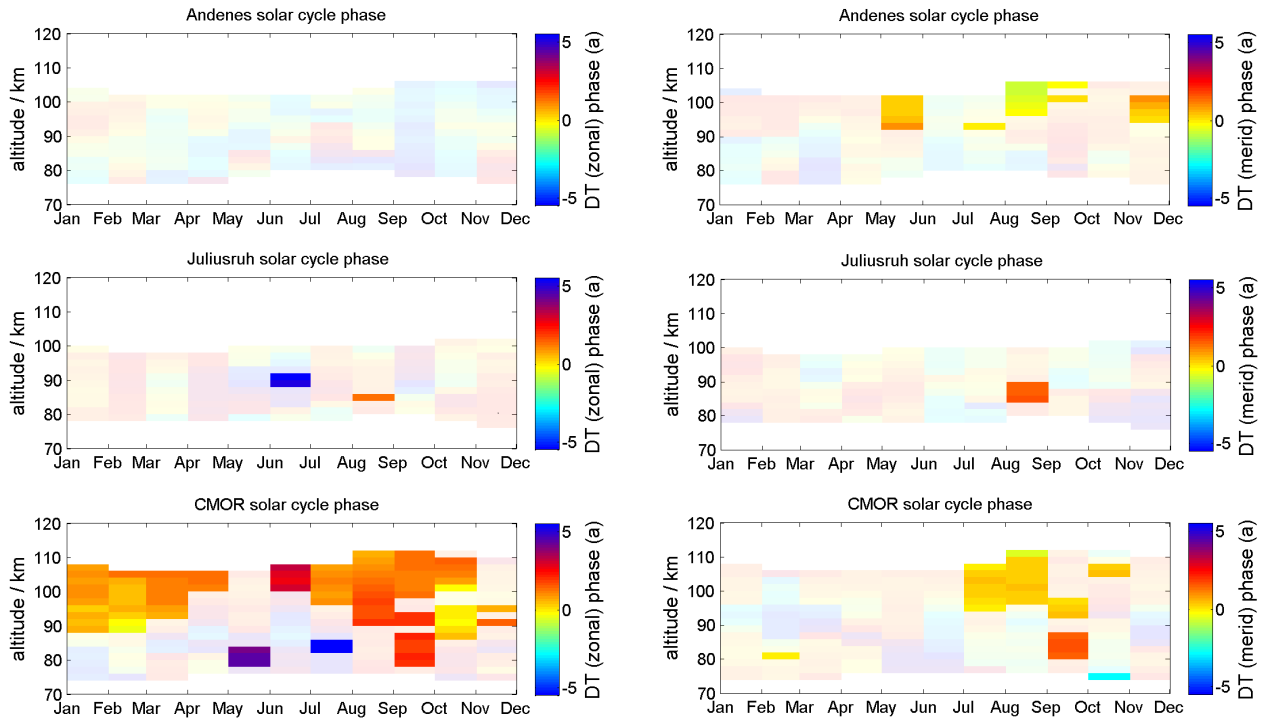 Andenes solar cycle phase
120
110
100
90
80
70
altitude / km
Jan Feb Mar Apr May Jun Jul Aug Sep Oct Nov Dec
5
0
-5
DT (zonal) phase (a)
Andenes solar cycle phase
120
110
100
90
80
70
altitude / km
Jan Feb Mar Apr May Jun Jul Aug Sep Oct Nov Dec
5
0
-5
DT (merid) phase (a)
Juliusruh solar cycle phase
120
110
100
90
80
70
altitude / km
Jan Feb Mar Apr May Jun Jul Aug Sep Oct Nov Dec
5
0
-5
DT (zonal) phase (a)
Juliusruh solar cycle phase
120
110
100
90
80
70
altitude / km
Jan Feb Mar Apr May Jun Jul Aug Sep Oct Nov Dec
5
0
-5
DT (merid) phase (a)
CMOR solar cycle phase
120
110
100
90
80
70
altitude / km
Jan Feb Mar Apr May Jun Jul Aug Sep Oct Nov Dec
5
0
-5
DT (zonal) phase (a)
CMOR solar cycle phase
120
110
100
90
80
70
altitude / km
Jan Feb Mar Apr May Jun Jul Aug Sep Oct Nov Dec
5
0
-5
DT (merid) phase (a)